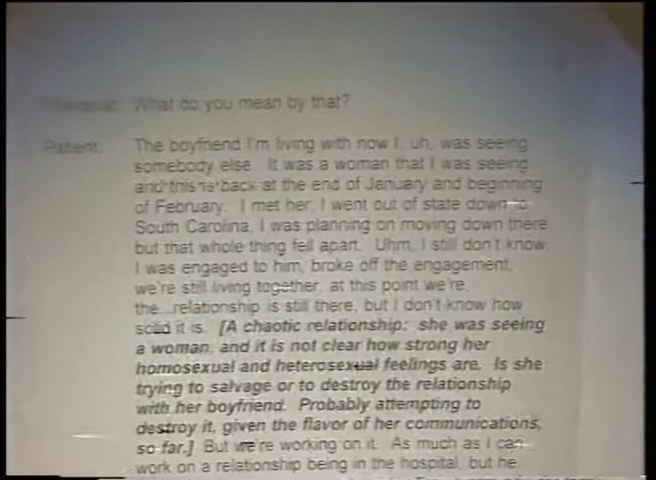 Therapist: What do you mean by that?
Patient: The boyfriend I'm living with now I, uh, was seeing
somebody else. It was a woman that I was seeing
and this is back at the end of January and beginning
of February. I met her, I went out of state down to
South Carolina, I was planning on moving down there
but that whole thing fell apart. Uhm, I still don't know
I was engaged to him, broke off the engagement,
we're still living together, at this point we're,
the...relationship is still there, but I don't know how
solid it is. [A chaotic relationship: she was seeing
a woman, and it is not clear how strong her
homosexual and heterosexual feelings are. Is she
trying to salvage or to destroy the relationship
with her boyfriend. Probably attempting to
destroy it, given the flavor of her communications,
so far.] But we're working on it. As much as I can
work on a relationship being in the hospital, but he